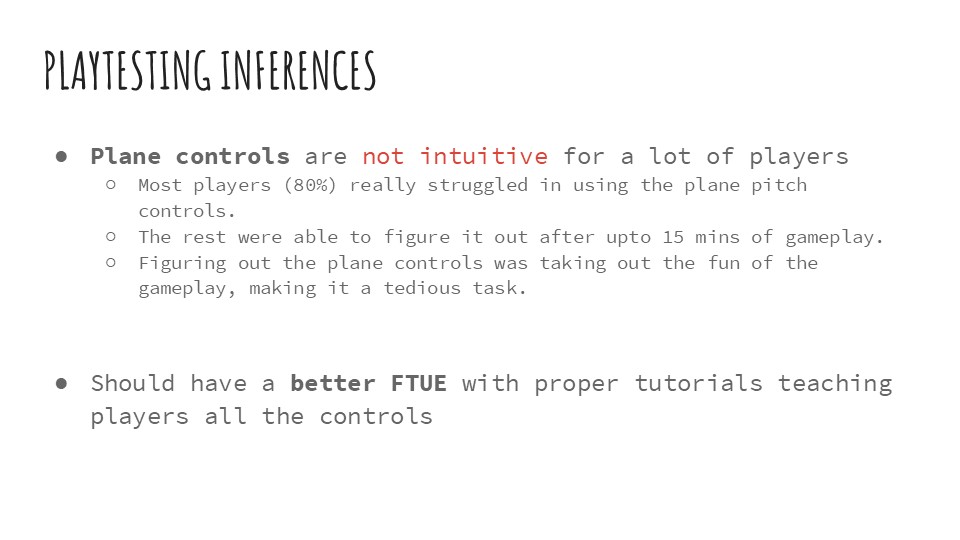 PLAYTESTING INFERENCES
● Plane controls are not intuitive for a lot of players
○ Most players (80%) really struggled in using the plane pitch
controls.
○ The rest were able to figure it out after upto 15 mins of gameplay.
○ Figuring out the plane controls was taking out the fun of the
gameplay, making it a tedious task.
● Should have a better FTUE with proper tutorials teaching
players all the controls